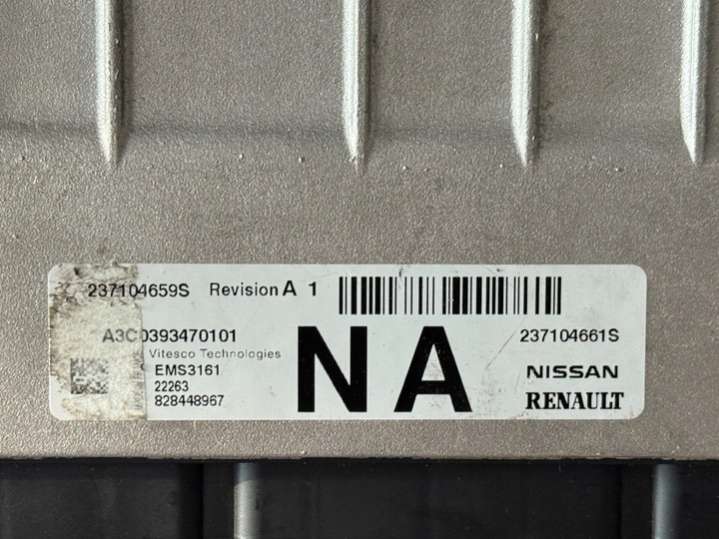 237104659S Revision A 1
A3C0393470101
Vitesco Technologies
EMS3161
22263
828448967
NA
237104661S
NISSAN
RENAULT